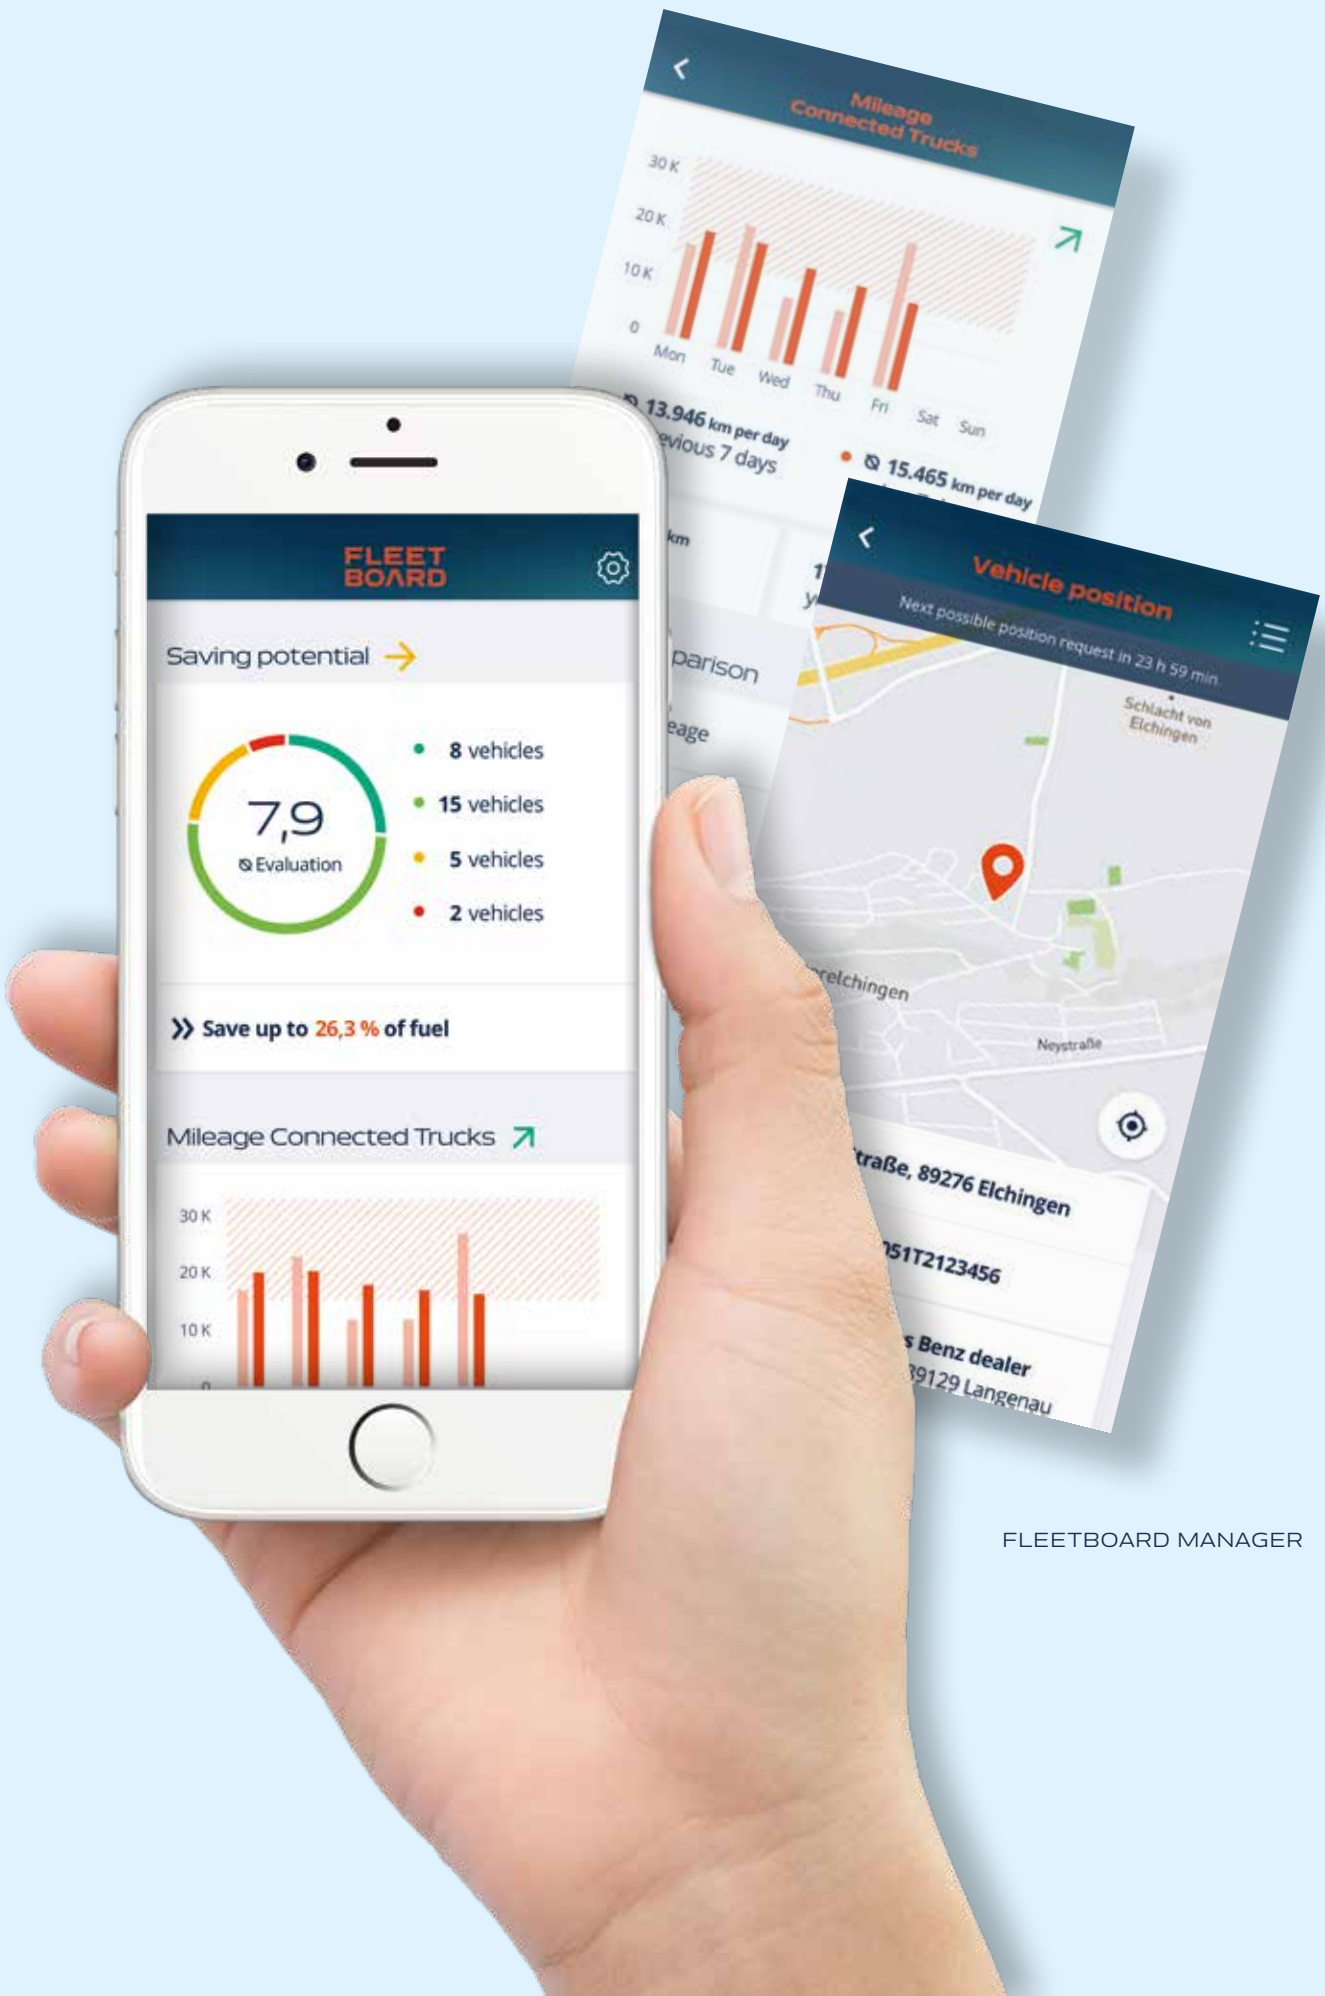 Mileage
Connected Trucks
30 K
20 K
10 K
0
Mon Tue Wed Thu Fri Sat Sun
13.946 km per day
evious 7 days
15.465 km per day
km
parison
eage
Vehicle position
Next possible position request in 23 h 59 min
Schlacht von
Elchingen
relchingen
Neystraße
traße, 89276 Elchingen
051T2123456
s Benz dealer
89129 Langenau
FLEET
BOARD
Saving potential
7,9
Evaluation
8 vehicles
15 vehicles
5 vehicles
2 vehicles
Save up to 26,3 % of fuel
Mileage Connected Trucks
30 K
20 K
10 K
0
FLEETBOARD MANAGER